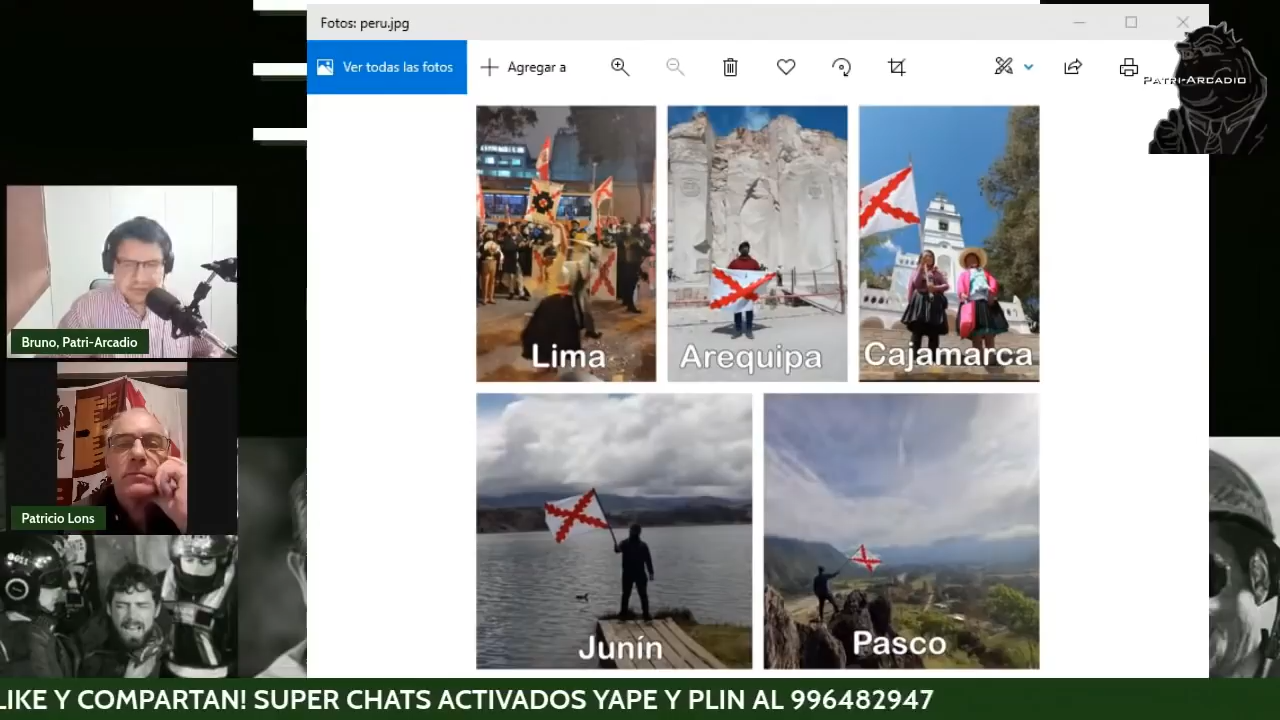 Fotos: peru.jpg
Ver todas las fotos
Agregar a
PATRI-ARCADIO
Lima
Arequipa
Cajamarca
Bruno, Patri-Arcadio
Patricio Lons
Junín
Pasco
LIKE Y COMPARTAN! SUPER CHATS ACTIVADOS YAPE Y PLIN AL 996482947